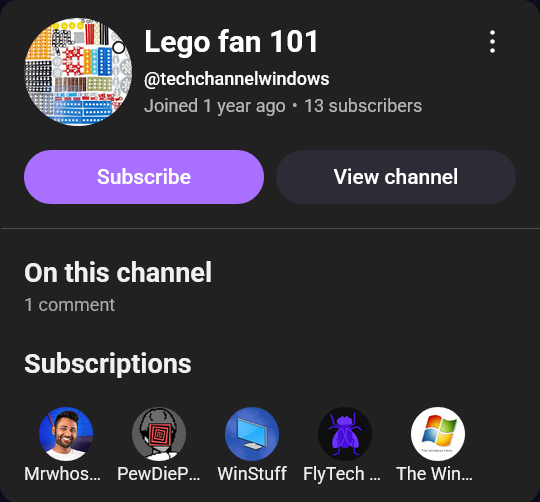 Lego fan 101
@techchannelwindows
Joined 1 year ago • 13 subscribers
Subscribe
View channel
On this channel
1 comment
Subscriptions
Mrwhos...
PewDieP...
WinStuff
FlyTech ...
The Win...